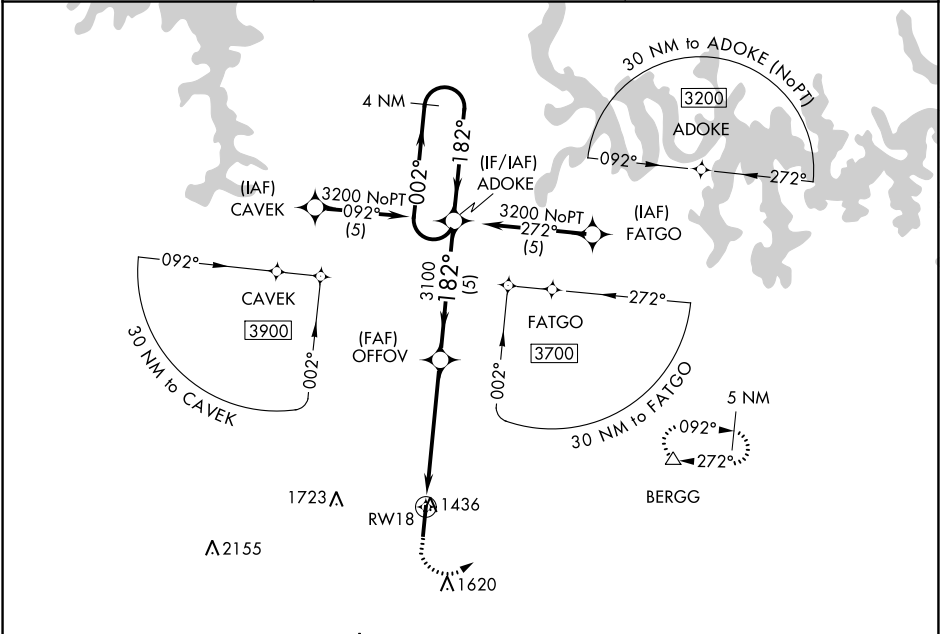 30 NM to ADOKE (NoPT)
3200
ADOKE
092°
272°
4 NM
182°
002°
(IF/IAF)
ADOKE
(IAF)
CAVEK
3200 NoPT
092°
(5)
3200 NoPT
272°
(5)
(IAF)
FATGO
3100
182°
(5)
092°
CAVEK
3900
002°
30 NM to CAVEK
(FAF)
OFFOV
272°
FATGO
3700
002°
30 NM to FATGO
5 NM
092°
272°
BERGG
1723
1436
RW18
2155
1620